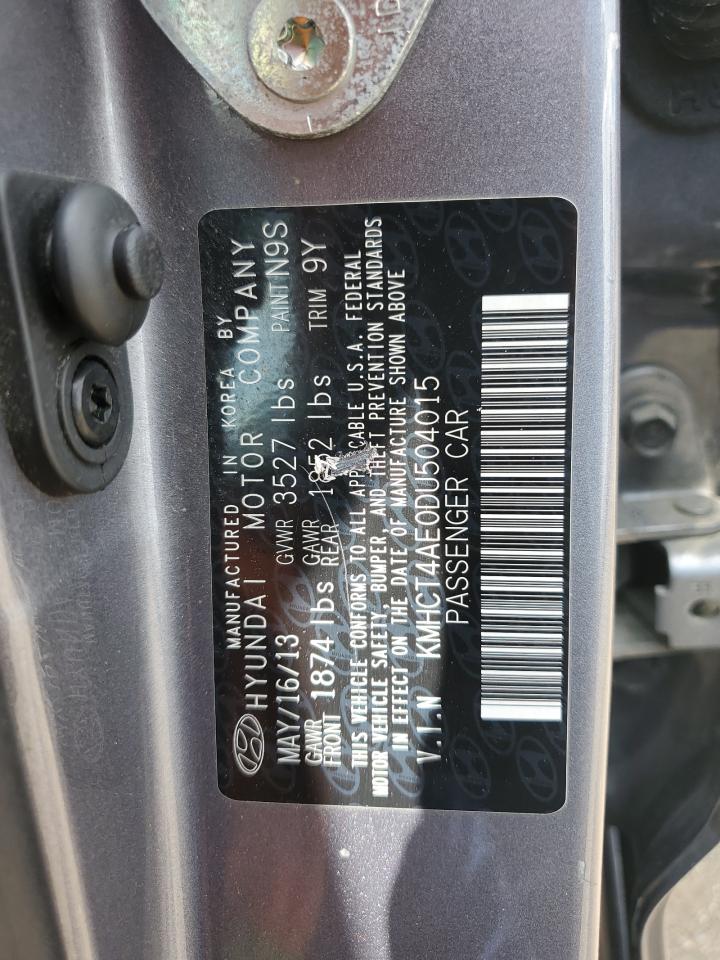 MANUFACTURED IN KOREA BY
HYUNDAI MOTOR COMPANY
MAY/16/13 GVWR 3527 lbs PAINT N9S
GAWR FRONT 1874 lbs GAWR REAR lbs TRIM 9Y
THIS VEHICLE CONFORMS TO ALL APPLICABLE U.S.A. FEDERAL
MOTOR VEHICLE SAFETY, BUMPER, AND THEFT PREVENTION STANDARDS
IN EFFECT ON THE DATE OF MANUFACTURE SHOWN ABOVE
V.I.N KMHCT4AE0DU504015
PASSENGER CAR